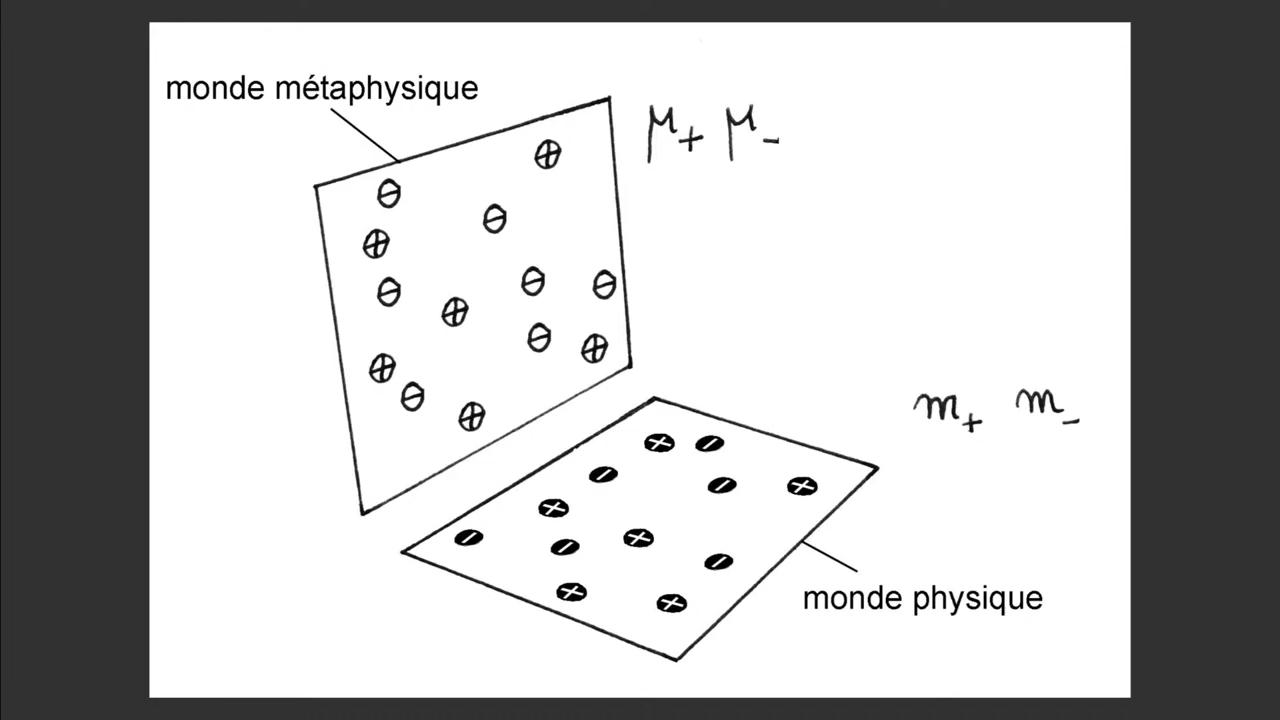 monde métaphysique
μ+ μ-
m+ m-
monde physique